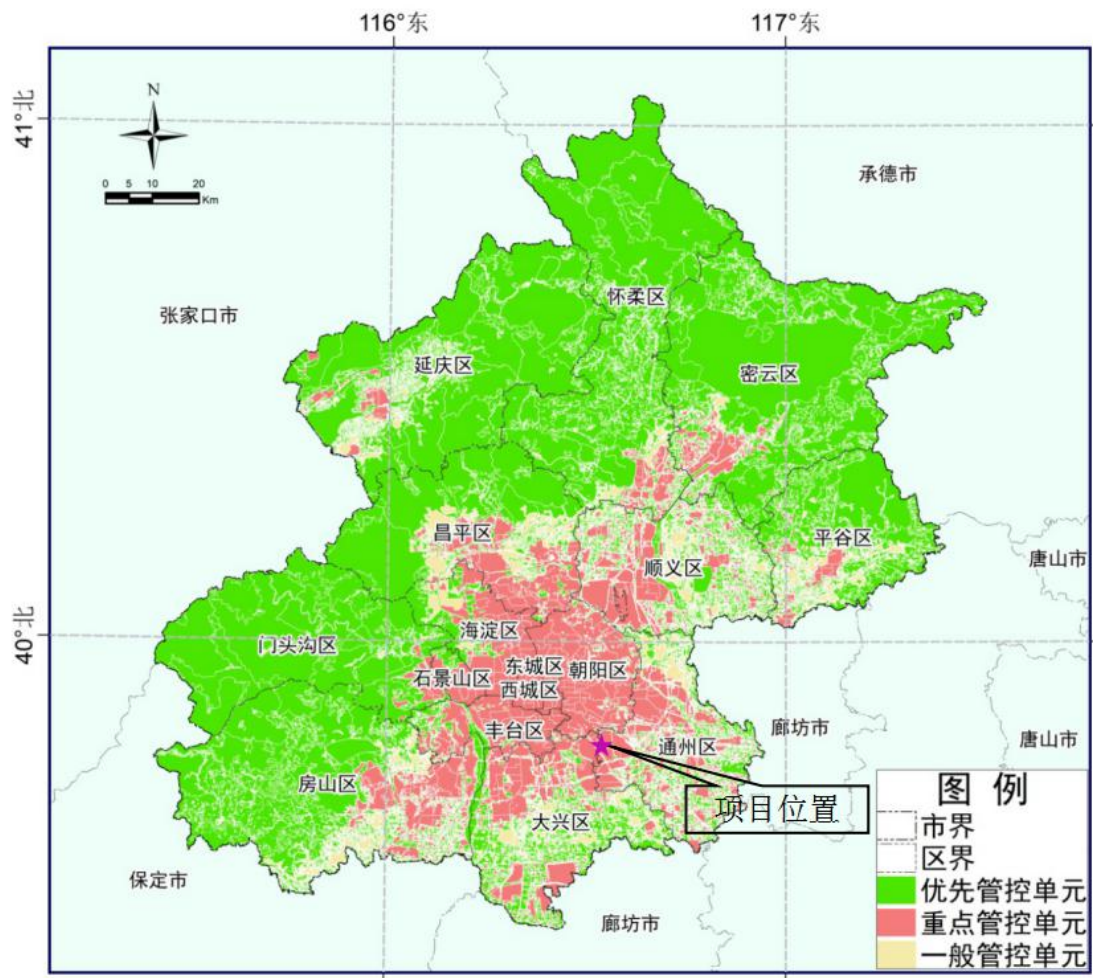 116°东
117°东
41°北
N
0 5 10 20
Km
承德市
怀柔区
张家口市
延庆区
密云区
昌平区
平谷区
顺义区
唐山市
40°北
海淀区
门头沟区
东城区
朝阳区
石景山区
西城区
丰台区
通州区
廊坊市
唐山市
房山区
项目位置
大兴区
保定市
廊坊市
图 例
市界
区界
优先管控单元
重点管控单元
一般管控单元